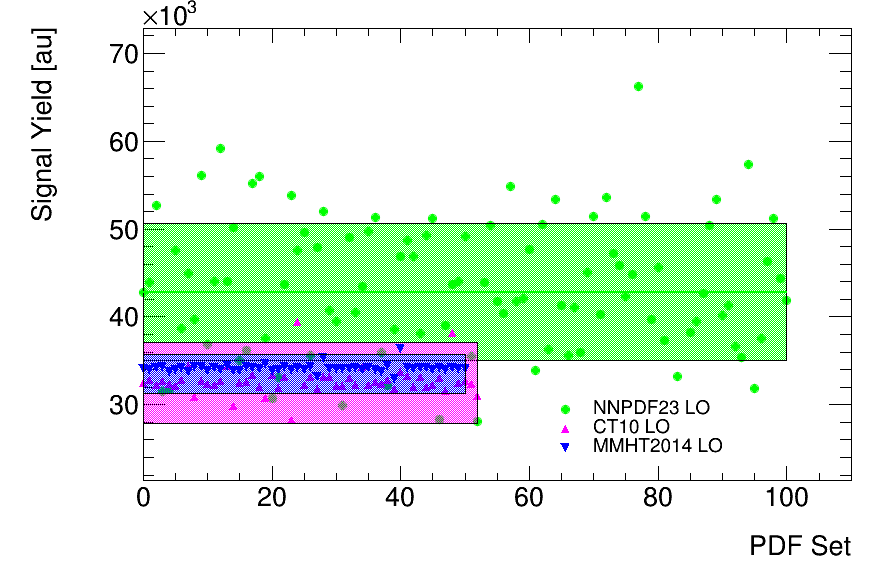 ×10³
Signal Yield [au]
70
60
50
40
30
NNPDF23 LO
CT10 LO
MMHT2014 LO
0 20 40 60 80 100
PDF Set